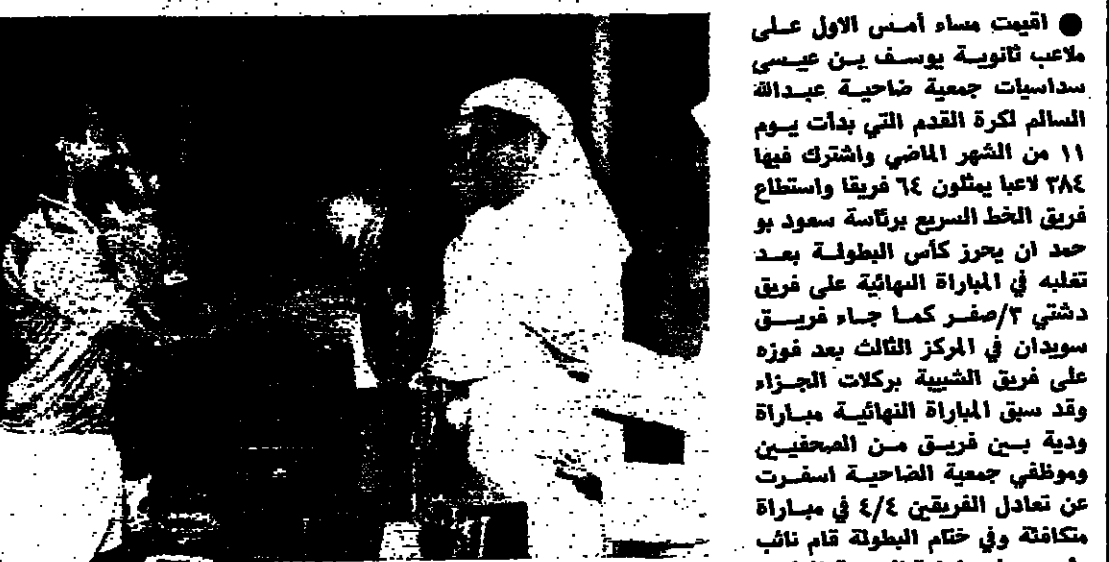 ● اقيمت مساء أمس الاول على
ملاعب ثانوية يوسف بن عيسى
سداسيات جمعية ضاحية عبدالله
السالم لكرة القدم التي بدأت يوم
١١ من الشهر الماضي واشترك فيها
٣٨٤ لاعبا يمثلون ٦٤ فريقا واستطاع
فريق الخط السريع برئاسة سعود بو
حمد ان يحرز كأس البطولة بعد
تغلبه في المباراة النهائية على فريق
دشتي ٣/صفر كما جاء فريق
سويدان في المركز الثالث بعد فوزه
على فريق الشيبة بركلات الجزاء
وقد سبق المباراة النهائية مباراة
ودية بين فريق من الصحفيين
وموظفي جمعية الضاحية اسفرت
عن تعادل الفريقين ٤/٤ في مباراة
متكافئة وفي ختام البطولة قام نائب